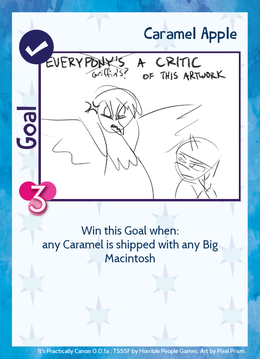 Caramel Apple
EVERYPONY'S A CRITIC
Griffid's? OF THIS ARTWORK
Goal
3
Win this Goal when:
any Caramel is shipped with any Big
Macintosh
It's Practically Canon 0.0.1a ; TSSSF by Horrible People Games. Art by Pixel Prism.